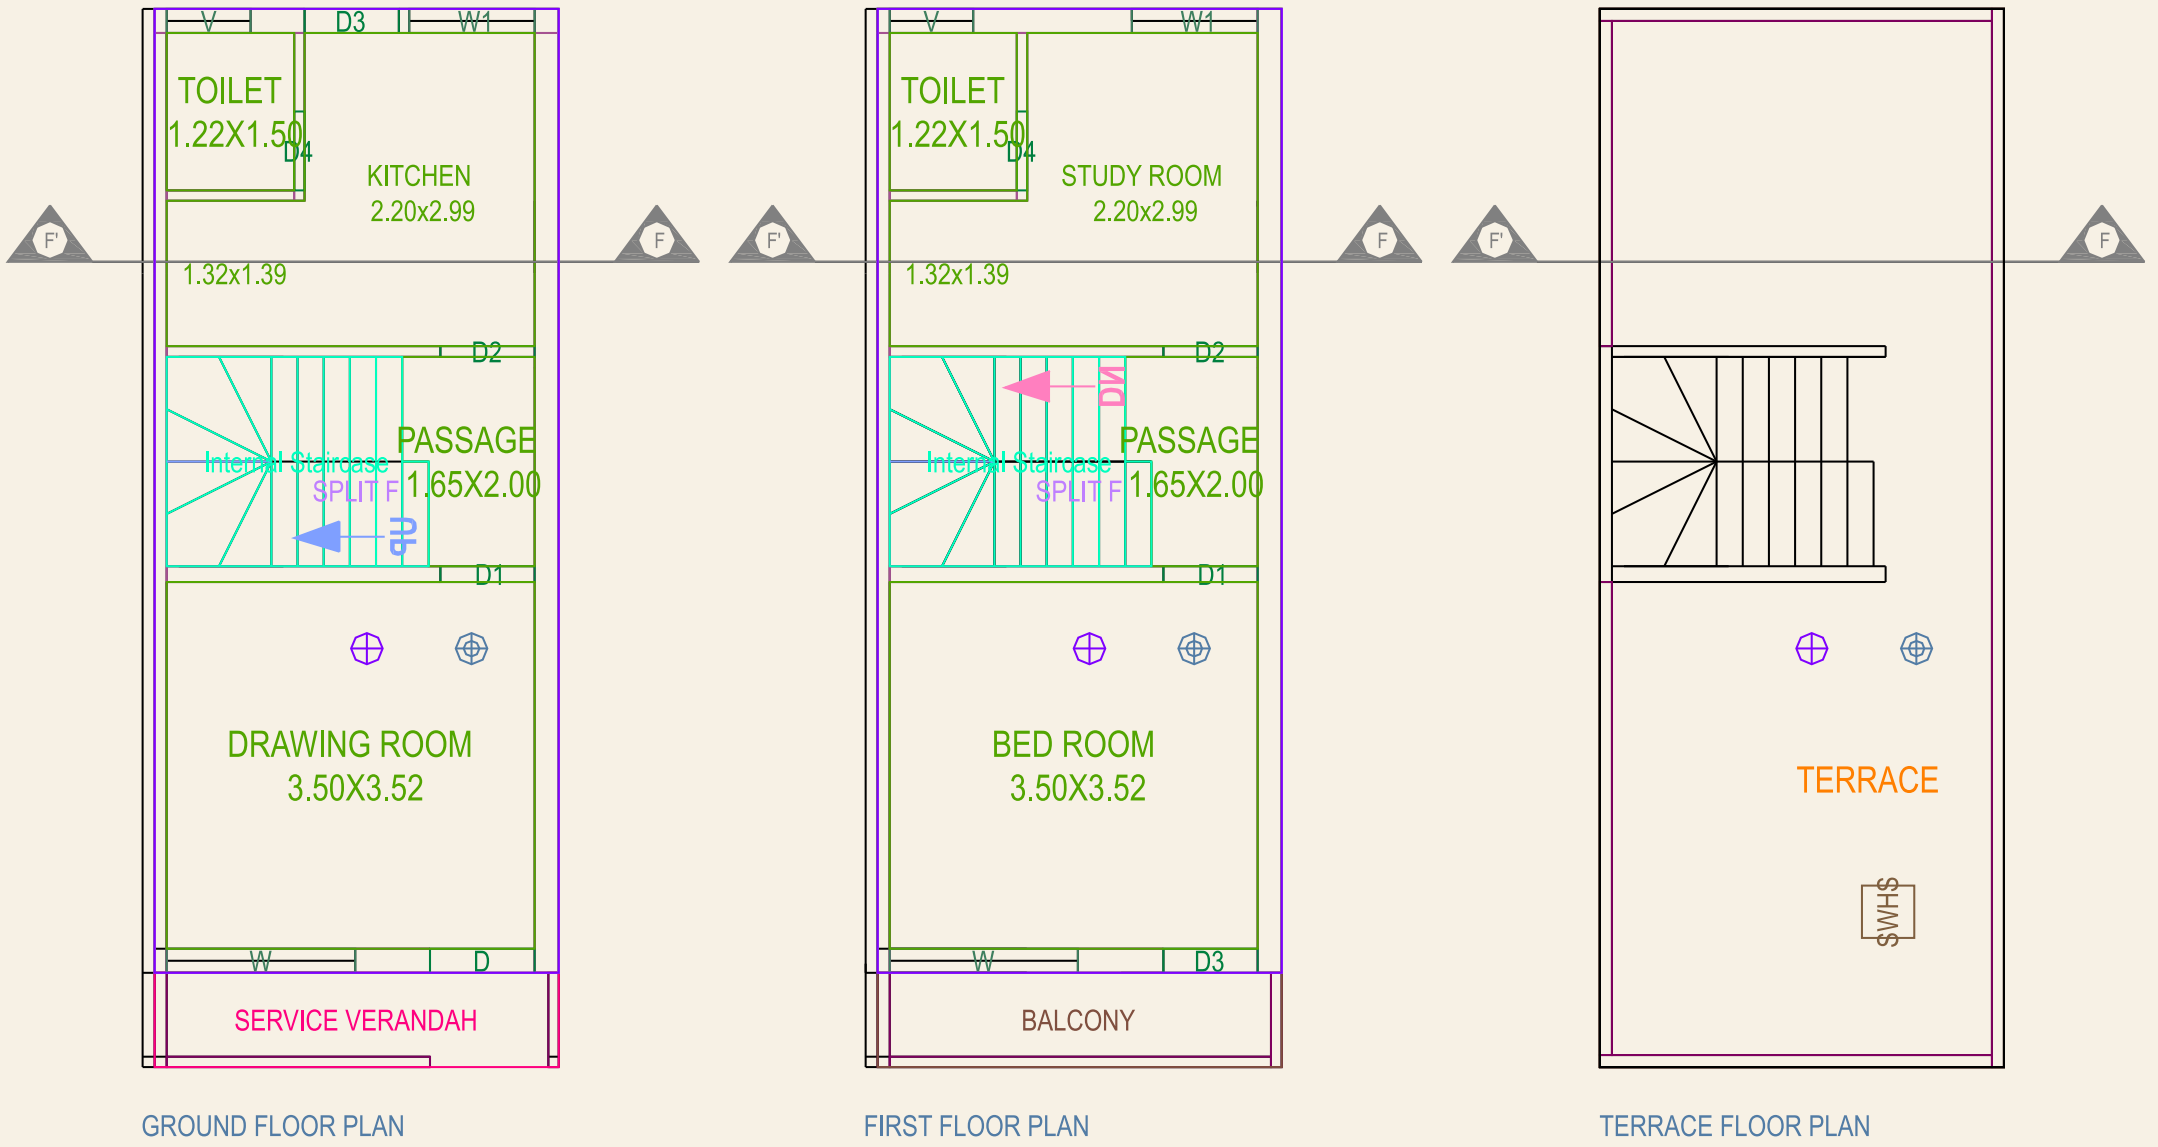 V D3 W1
TOILET
1.22X1.50
D4
KITCHEN
2.20x2.99
F' F
1.32x1.39
D2
PASSAGE
1.65X2.00
Internal Staircase
SPLIT F
UP
D1
DRAWING ROOM
3.50X3.52
W D
SERVICE VERANDAH
GROUND FLOOR PLAN
V W1
TOILET
1.22X1.50
D4
STUDY ROOM
2.20x2.99
F' F
1.32x1.39
D2
DN
PASSAGE
1.65X2.00
Internal Staircase
SPLIT F
D1
BED ROOM
3.50X3.52
W D3
BALCONY
FIRST FLOOR PLAN
F' F
TERRACE
SWHS
TERRACE FLOOR PLAN